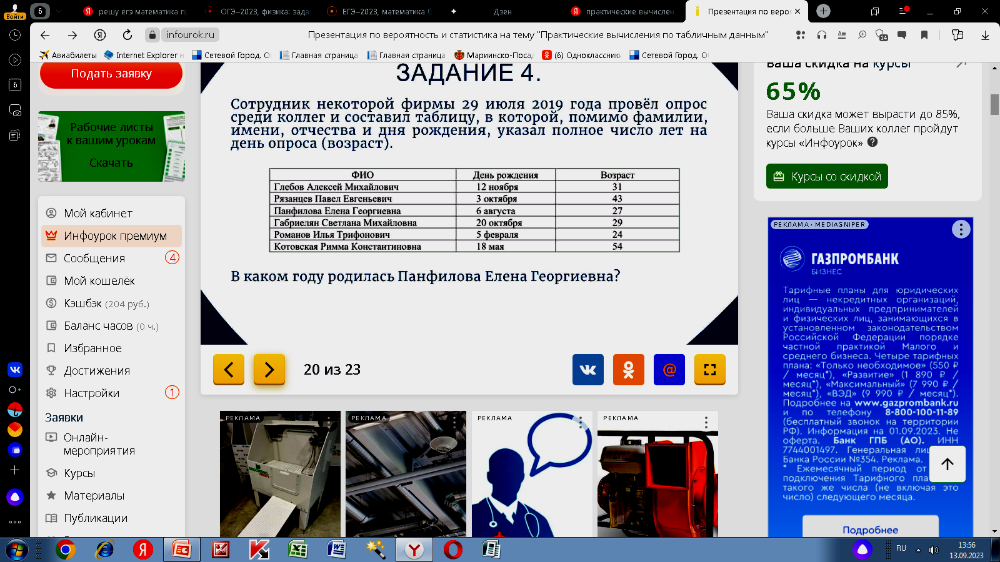 Войти
6
решу егэ математика пр
ОГЭ–2023, физика: зада
ЕГЭ–2023, математика б
Дзен
практические вычислен
Презентация по вероя
infourok.ru
Презентация по вероятность и статистика на тему "Практические вычисления по табличным данным"
14
Авиабилеты
Internet Explorer н
Сетевой Город. О
Главная страница
Главная страница
Мариинско-Посад
(6) Одноклассники
Сетевой Город. О
6
Подать заявку
Рабочие листы
к вашим урокам
Скачать
Мой кабинет
Инфоурок премиум
Сообщения 4
Мой кошелёк
Кэшбэк (204 руб.)
Баланс часов (0 ч.)
Избранное
Достижения
Настройки 1
Заявки
Онлайн-
мероприятия
Курсы
Материалы
Публикации
ЗАДАНИЕ 4.
Сотрудник некоторой фирмы 29 июля 2019 года провёл опрос
среди коллег и составил таблицу, в которой, помимо фамилии,
имени, отчества и дня рождения, указал полное число лет на
день опроса (возраст).
ФИО День рождения Возраст
Глебов Алексей Михайлович 12 ноября 31
Рязанцев Павел Евгеньевич 3 октября 43
Панфилова Елена Георгиевна 6 августа 27
Габриелян Светлана Михайловна 20 октября 29
Романов Илья Трифонович 5 февраля 24
Котовская Римма Константиновна 18 мая 54
В каком году родилась Панфилова Елена Георгиевна?
20 из 23
РЕКЛАМА
РЕКЛАМА
РЕКЛАМА
РЕКЛАМА
Ваша скидка на курсы
65%
Ваша скидка может вырасти до 85%,
если больше Ваших коллег пройдут
курсы «Инфоурок»
Курсы со скидкой
РЕКЛАМА • MEDIASNIPER
ГАЗПРОМБАНК
БИЗНЕС
Тарифные планы для юридических
лиц — некредитных организаций,
индивидуальных предпринимателей
и физических лиц, занимающихся в
установленном законодательством
Российской Федерации порядке
частной практикой Малого и
среднего бизнеса. Четыре тарифных
плана: «Только необходимое» (550 ₽
/ месяц*), «Развитие» (1 890 ₽ /
месяц*), «Максимальный» (7 990 ₽ /
месяц*), «ВЭД» (9 990 ₽ / месяц*).
Подробнее на www.gazprombank.ru
и по телефону 8-800-100-11-89
(бесплатный звонок на территории
РФ). Информация на 01.09.2023. Не
оферта. Банк ГПБ (АО). ИНН
7744001497. Генеральная
Банка России №354. Реклама.
* Ежемесячный период от
подключения Тарифного
такого же числа (не включая это
число) следующего месяца.
Подробнее
RU
13:56
13.09.2023